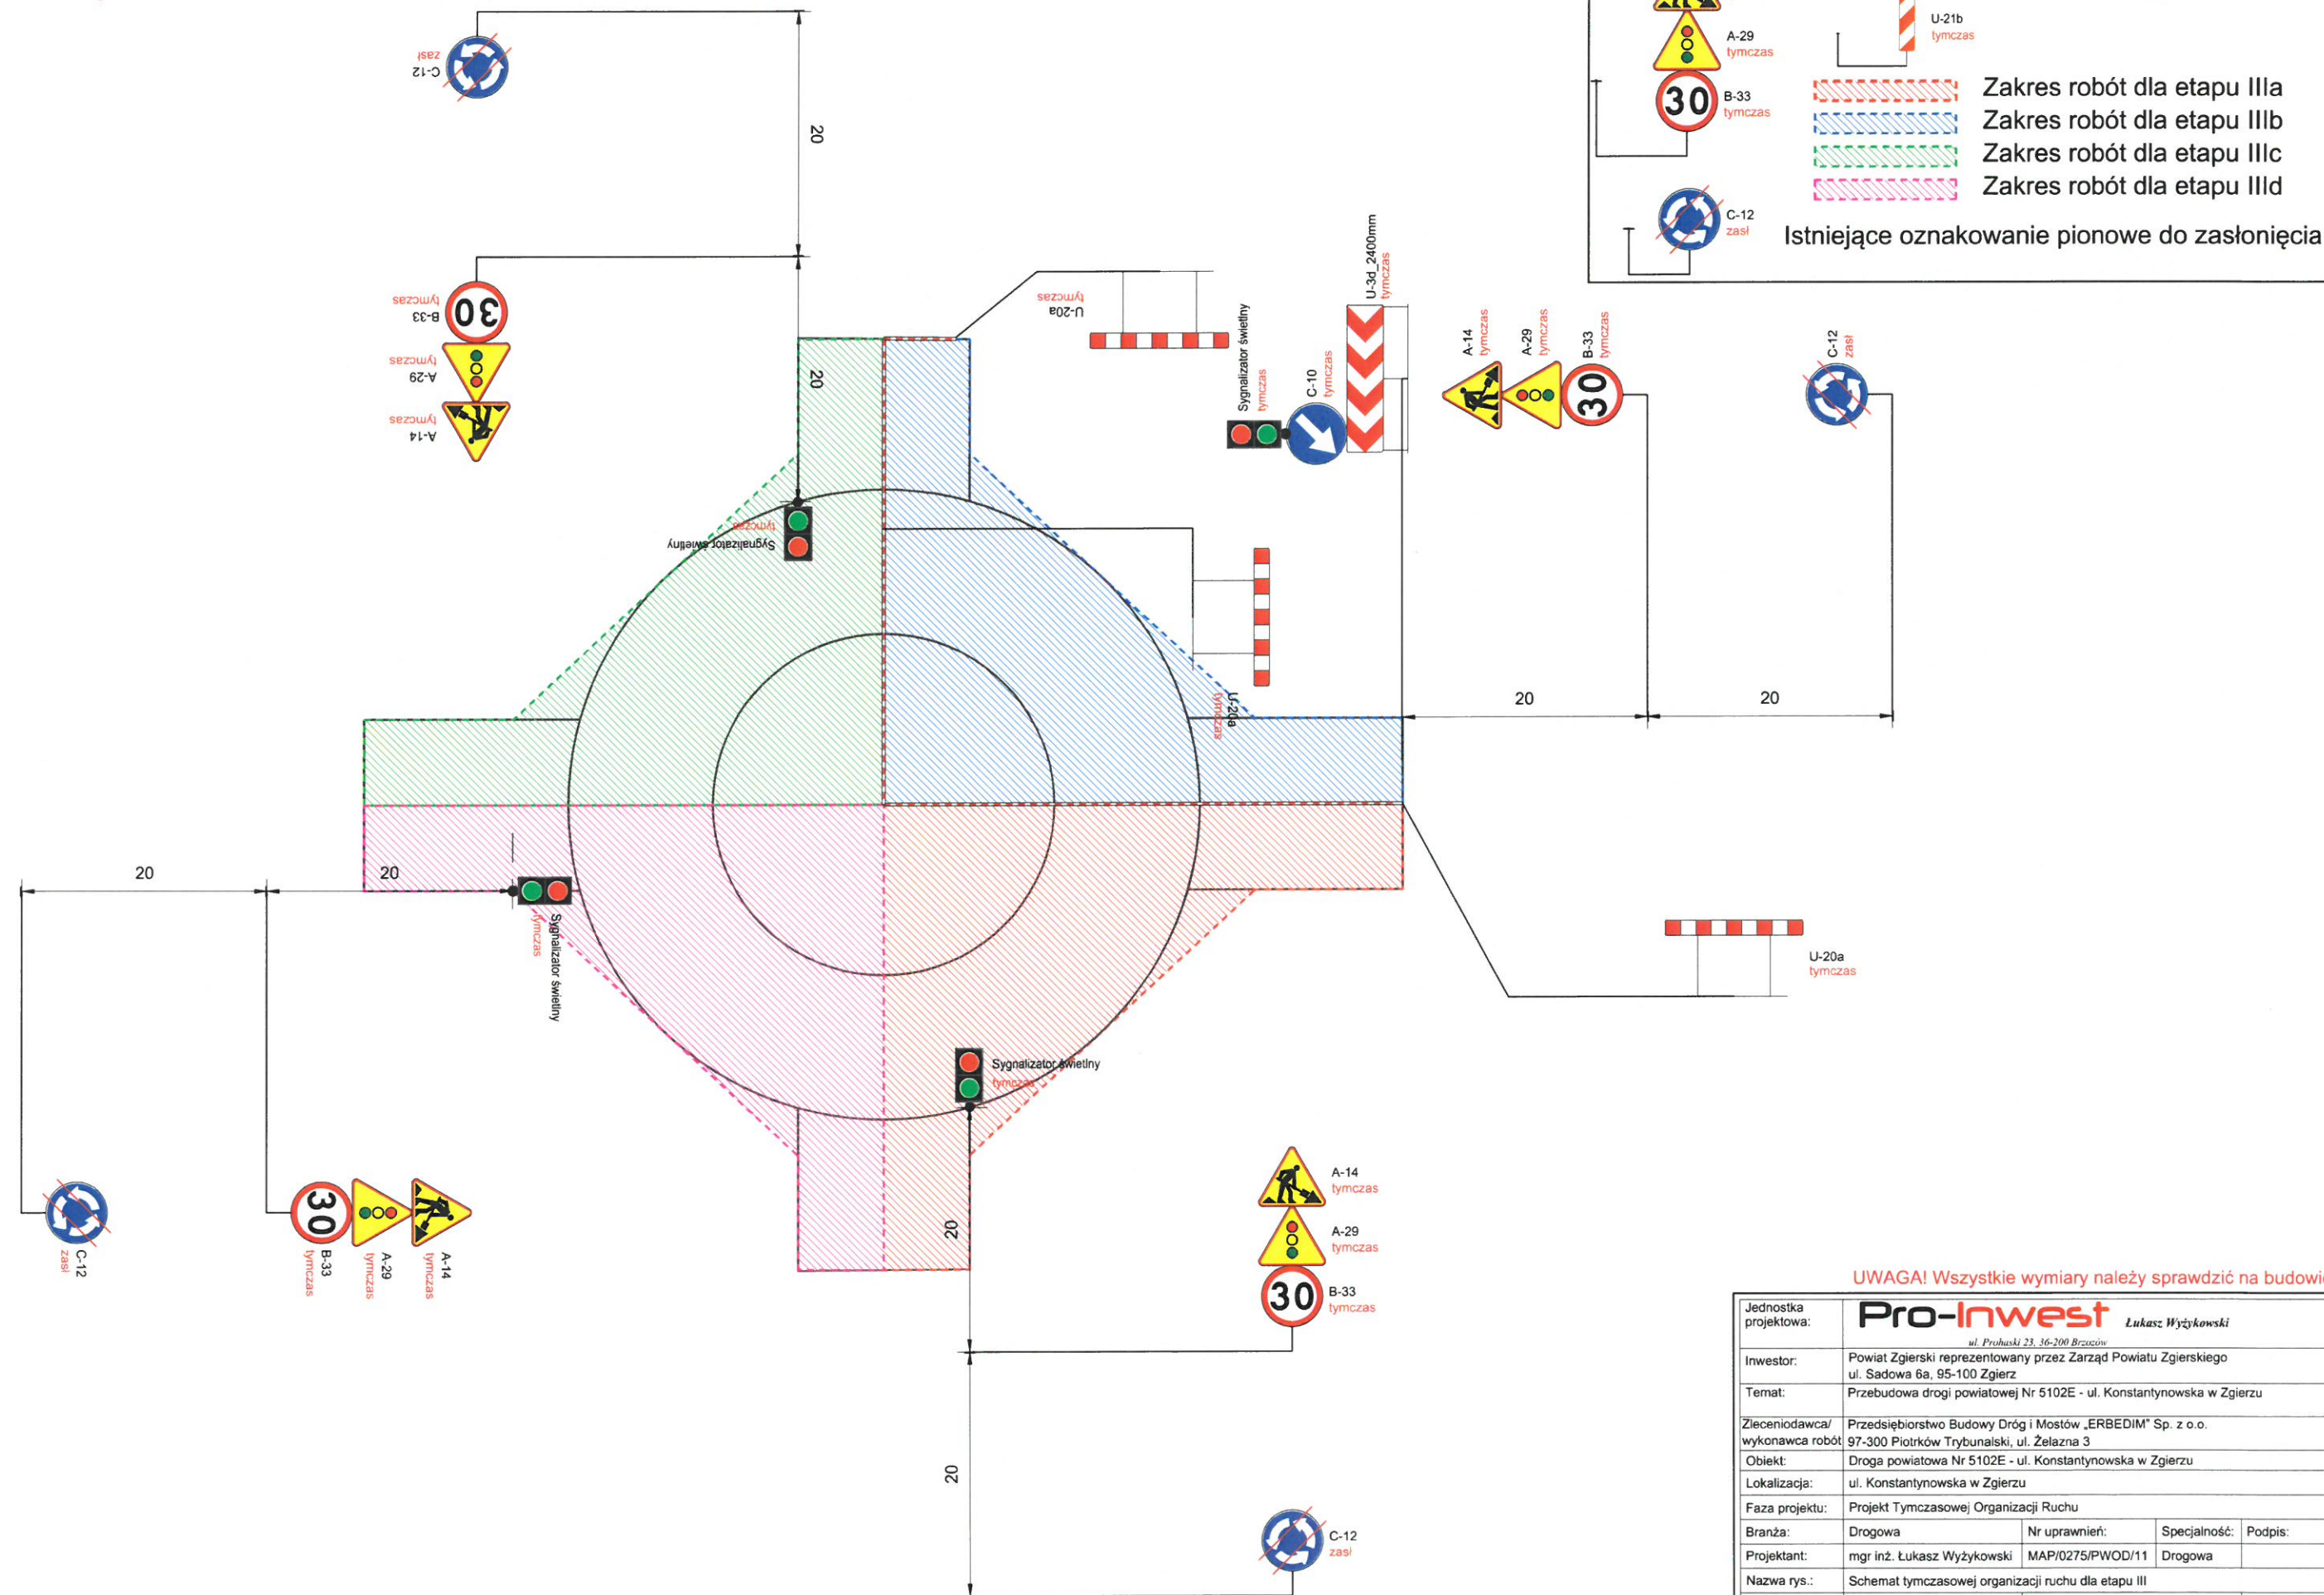 C-12
zasł
20
B-33
tymczas
A-29
tymczas
A-14
tymczas
30
20
U-20a
tymczas
Sygnalizator świetlny
tymczas
C-10
tymczas
U-3d_2400mm
tymczas
A-14
tymczas
A-29
tymczas
B-33
tymczas
30
C-12
zasł
A-29
tymczas
30
B-33
tymczas
C-12
zasł
U-21b
tymczas
Zakres robót dla etapu IIIa
Zakres robót dla etapu IIIb
Zakres robót dla etapu IIIc
Zakres robót dla etapu IIId
Istniejące oznakowanie pionowe do zasłonięcia
Sygnalizator świetlny
tymczas
U-20a
tymczas
20
20
20
20
Sygnalizator świetlny
tymczas
U-20a
tymczas
Sygnalizator świetlny
tymczas
C-12
zasł
30
B-33
tymczas
A-29
tymczas
A-14
tymczas
20
A-14
tymczas
A-29
tymczas
30
B-33
tymczas
20
C-12
zasł
UWAGA! Wszystkie wymiary należy sprawdzić na budowi
Jednostka projektowa: Pro-Inwest Łukasz Wyżykowski
ul. Prohaski 23, 36-200 Brzozów
Inwestor: Powiat Zgierski reprezentowany przez Zarząd Powiatu Zgierskiego
ul. Sadowa 6a, 95-100 Zgierz
Temat: Przebudowa drogi powiatowej Nr 5102E - ul. Konstantynowska w Zgierzu
Zleceniodawca/ Przedsiębiorstwo Budowy Dróg i Mostów „ERBEDIM" Sp. z o.o.
wykonawca robót 97-300 Piotrków Trybunalski, ul. Żelazna 3
Obiekt: Droga powiatowa Nr 5102E - ul. Konstantynowska w Zgierzu
Lokalizacja: ul. Konstantynowska w Zgierzu
Faza projektu: Projekt Tymczasowej Organizacji Ruchu
Branża: Drogowa Nr uprawnień: Specjalność: Podpis:
Projektant: mgr inż. Łukasz Wyżykowski MAP/0275/PWOD/11 Drogowa
Nazwa rys.: Schemat tymczasowej organizacji ruchu dla etapu III